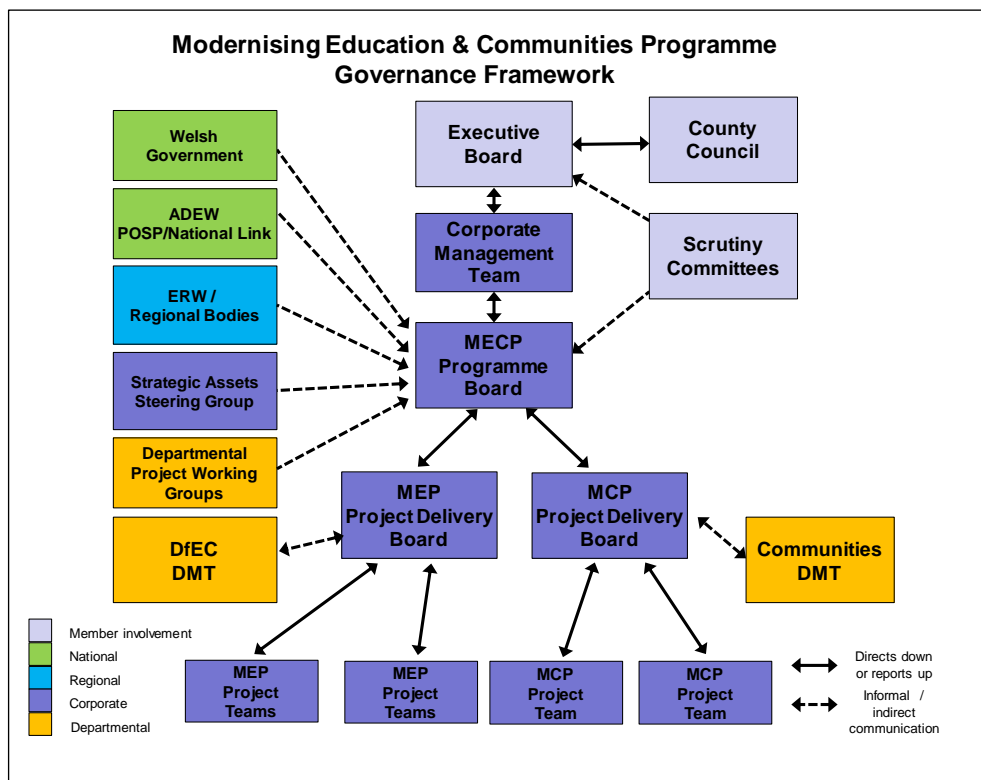 Modernising Education & Communities Programme
Governance Framework
Welsh
Government
Executive
Board
County
Council
ADEW
POSP/National Link
Corporate
Management
Team
Scrutiny
Committees
ERW /
Regional Bodies
MECP
Programme
Board
Strategic Assets
Steering Group
Departmental
Project Working
Groups
MEP
Project Delivery
Board
MCP
Project Delivery
Board
DfEC
DMT
Communities
DMT
Member involvement
National
Regional
Corporate
Departmental
MEP
Project
Teams
MEP
Project
Teams
MCP
Project
Team
MCP
Project
Team
Directs down
or reports up
Informal /
indirect
communication